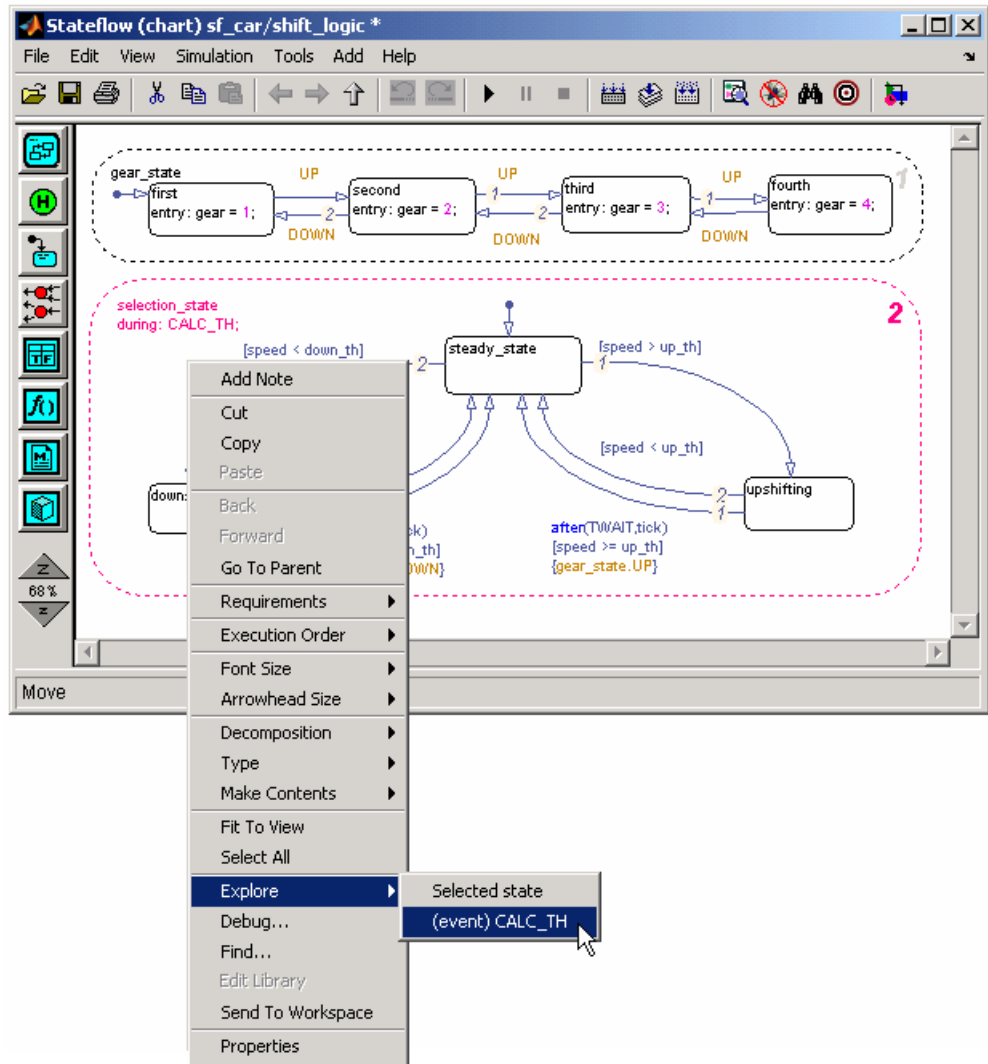 Stateflow (chart) sf_car/shift_logic *
File Edit View Simulation Tools Add Help
gear_state
UP
UP
UP
1
first
entry: gear = 1;
second
entry: gear = 2;
third
entry: gear = 3;
fourth
entry: gear = 4;
1
1
2
2
DOWN
DOWN
DOWN
selection_state
during: CALC_TH;
2
[speed < down_th]
2
steady_state
[speed > up_th]
1
[speed < up_th]
down
2
1
upshifting
ck)
n_th]
OWN}
after(TWAIT,tick)
[speed >= up_th]
{gear_state.UP}
H
TF
f()
M
Z
68 %
Z
Move
Add Note
Cut
Copy
Paste
Back
Forward
Go To Parent
Requirements
Execution Order
Font Size
Arrowhead Size
Decomposition
Type
Make Contents
Fit To View
Select All
Explore
Selected state
(event) CALC_TH
Debug...
Find...
Edit Library
Send To Workspace
Properties